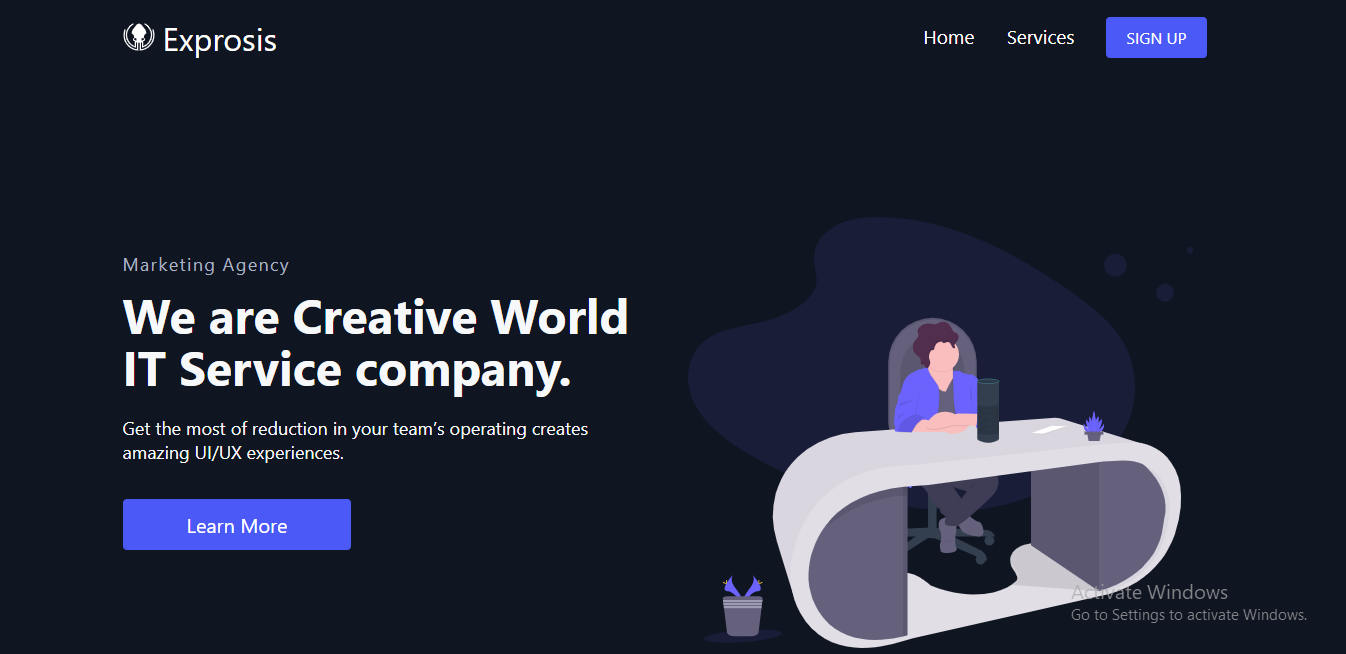 Exprosis
Home
Services
SIGN UP
Marketing Agency
We are Creative World
IT Service company.
Get the most of reduction in your team’s operating creates
amazing UI/UX experiences.
Learn More
Activate Windows
Go to Settings to activate Windows.